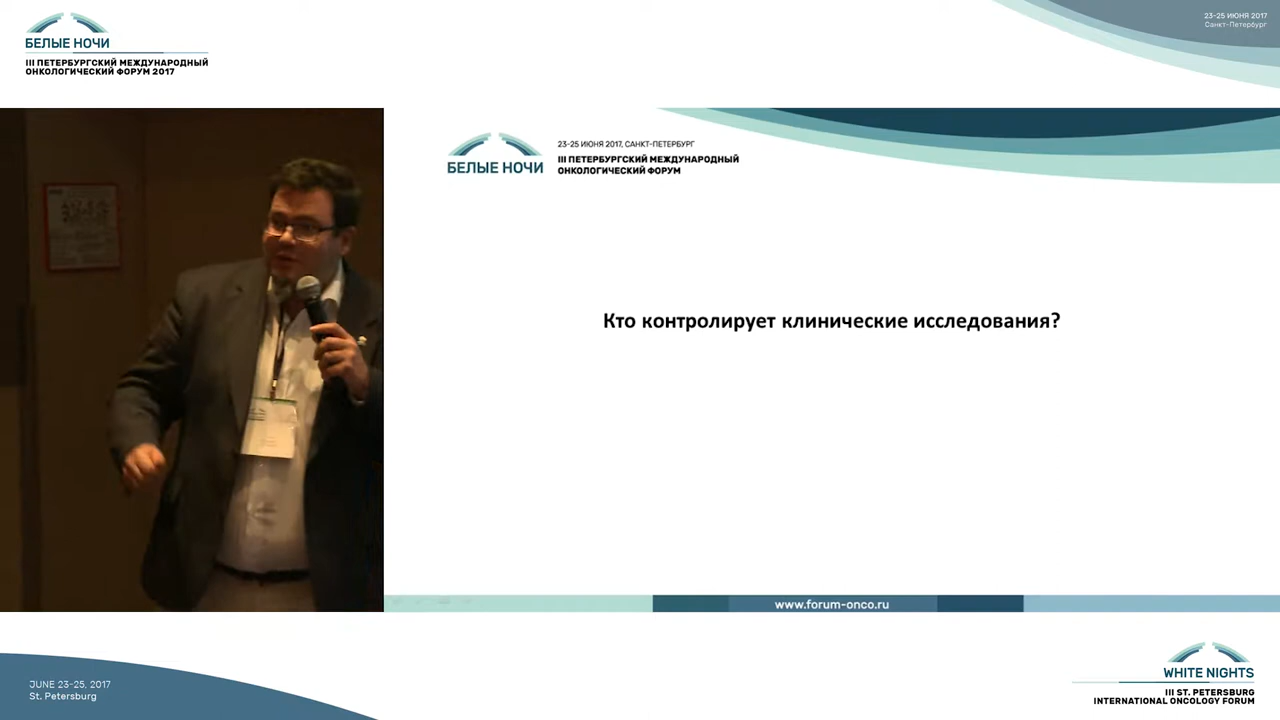 БЕЛЫЕ НОЧИ
III ПЕТЕРБУРГСКИЙ МЕЖДУНАРОДНЫЙ
ОНКОЛОГИЧЕСКИЙ ФОРУМ 2017
23-25 ИЮНЯ 2017
Санкт-Петербург
БЕЛЫЕ НОЧИ
23-25 ИЮНЯ 2017, САНКТ-ПЕТЕРБУРГ
III ПЕТЕРБУРГСКИЙ МЕЖДУНАРОДНЫЙ
ОНКОЛОГИЧЕСКИЙ ФОРУМ
Кто контролирует клинические исследования?
www.forum-onco.ru
JUNE 23-25, 2017
St. Petersburg
WHITE NIGHTS
III ST. PETERSBURG
INTERNATIONAL ONCOLOGY FORUM